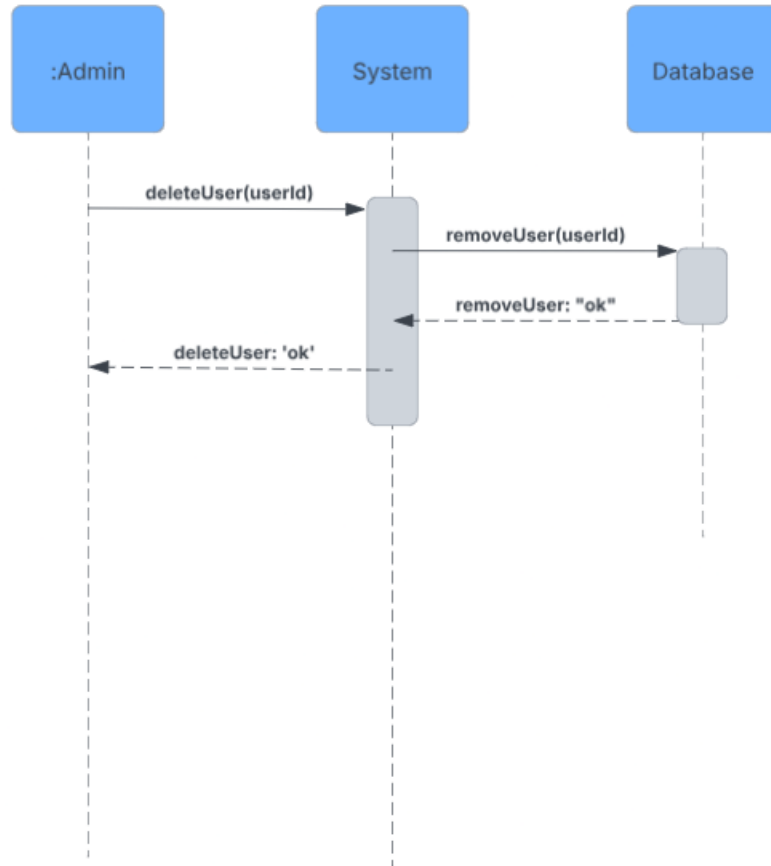 :Admin
System
Database
deleteUser(userId)
removeUser(userId)
removeUser: "ok"
deleteUser: 'ok'